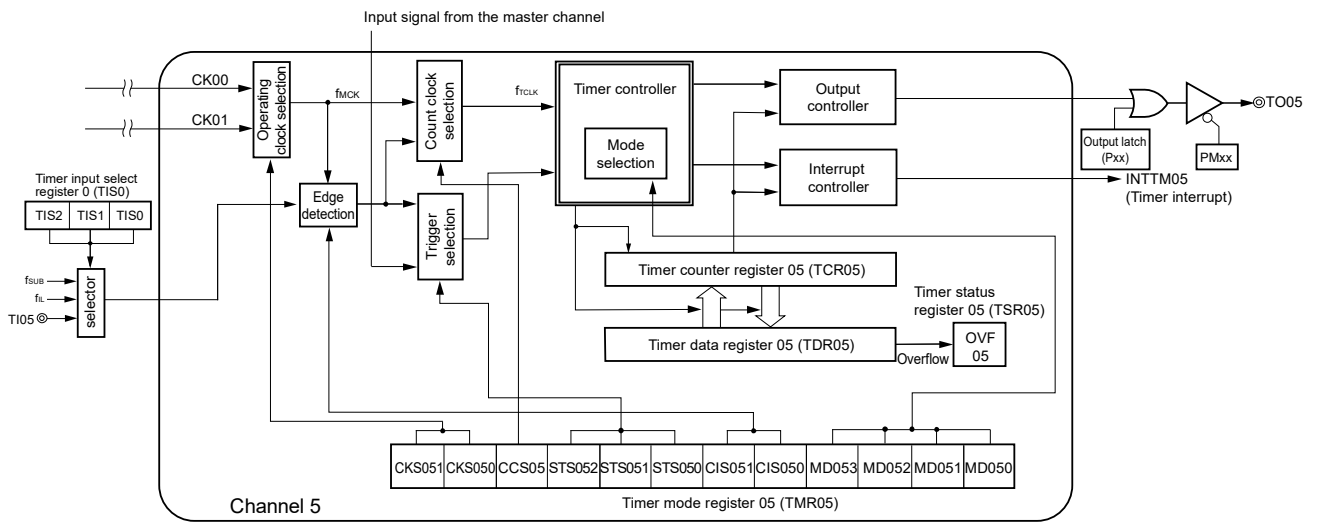 Input signal from the master channel
CK00
CK01
Operating
clock selection
fMCK
Count clock
selection
fTCLK
Timer controller
Mode
selection
Output
controller
Interrupt
controller
Output latch
(Pxx)
PMxx
TO05
INTTM05
(Timer interrupt)
Timer input select
register 0 (TIS0)
TIS2 TIS1 TIS0
fSUB
fIL
TI05
selector
Edge
detection
Trigger
selection
Timer counter register 05 (TCR05)
Timer data register 05 (TDR05)
Overflow
Timer status
register 05 (TSR05)
OVF
05
CKS051 CKS050 CCS05 STS052 STS051 STS050 CIS051 CIS050 MD053 MD052 MD051 MD050
Timer mode register 05 (TMR05)
Channel 5